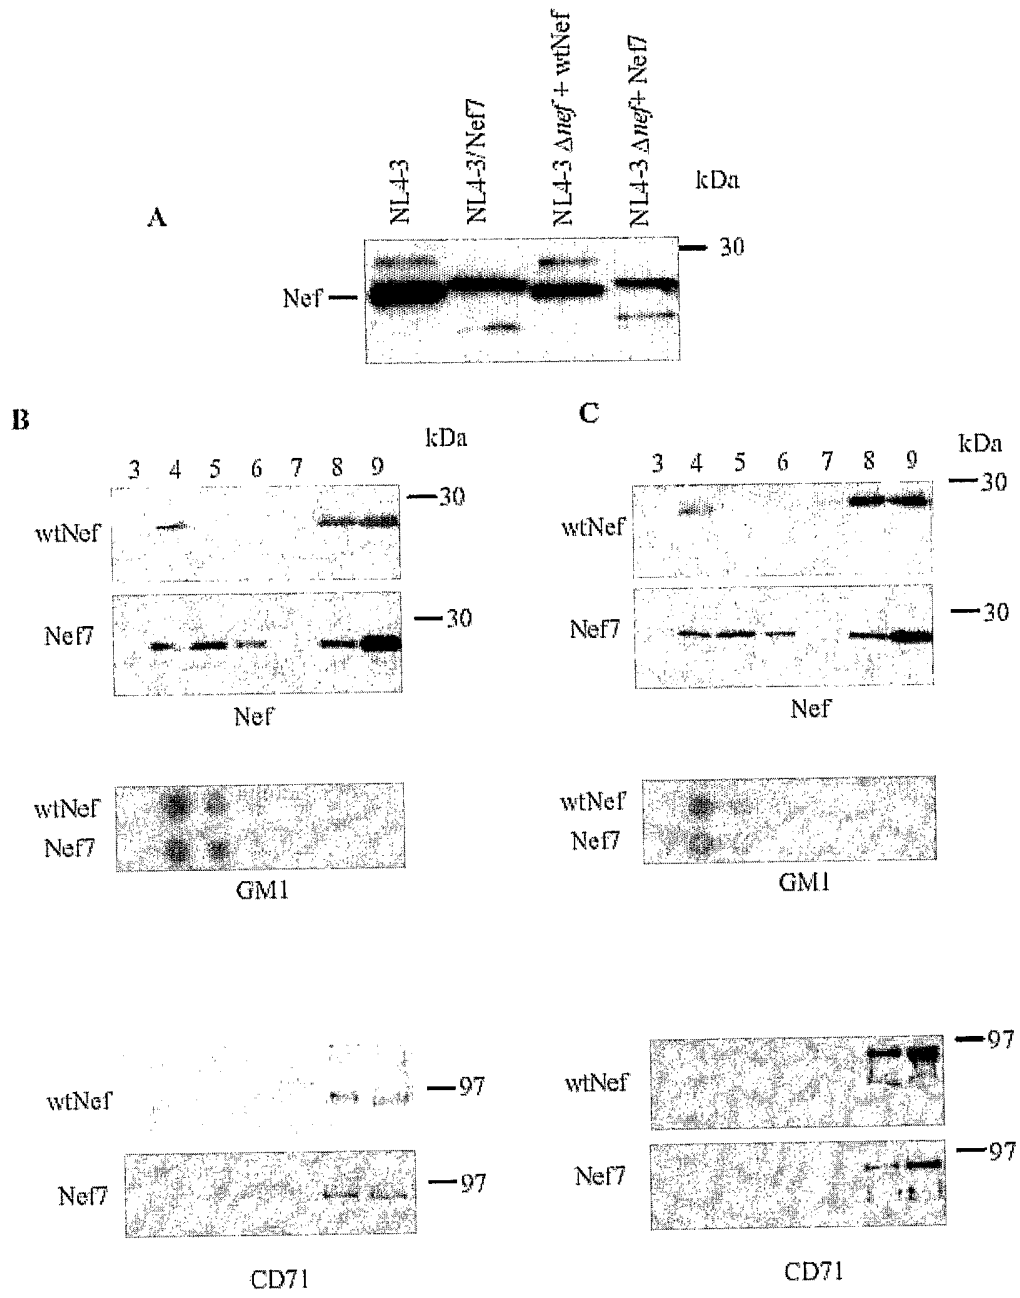 A
NL4-3
NL4-3/Nef7
NL4-3 Δnef + wtNef
NL4-3 Δnef+ Nef7
kDa
30
Nef
B
kDa
3 4 5 6 7 8 9
30
wtNef
30
Nef7
Nef
wtNef
Nef7
GM1
97
wtNef
97
Nef7
CD71
C
kDa
3 4 5 6 7 8 9
30
wtNef
30
Nef7
Nef
wtNef
Nef7
GM1
97
wtNef
97
Nef7
CD71